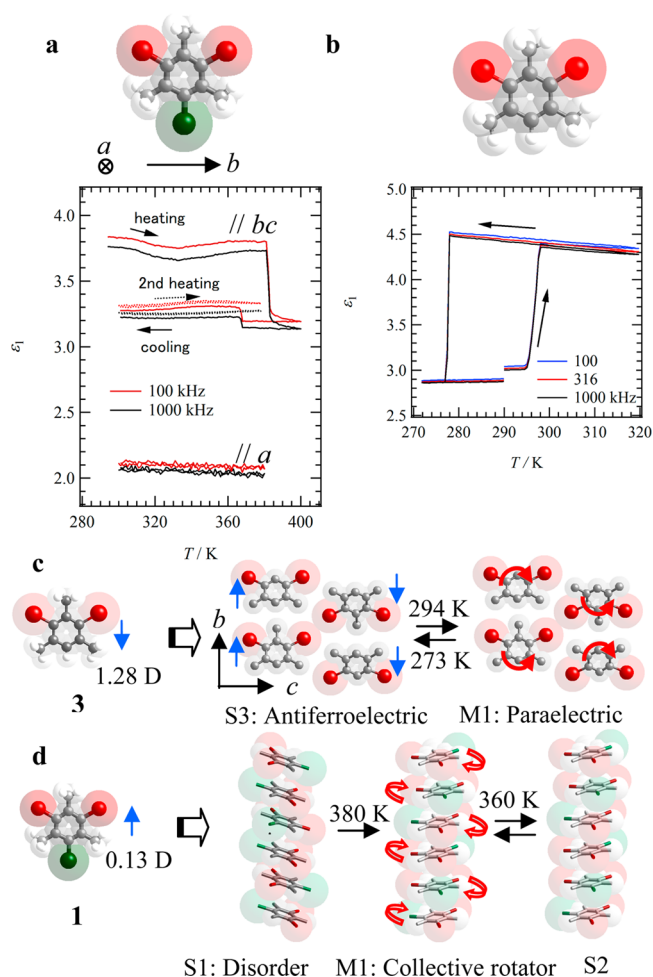 a
b
a
⊗
b
4.0
3.5
3.0
2.5
2.0
ε1
heating
// bc
2nd heating
cooling
100 kHz
1000 kHz
// a
280
320
360
400
T / K
5.0
4.5
4.0
3.5
3.0
2.5
ε1
100
316
1000 kHz
270
280
290
300
310
320
T / K
c
1.28 D
3
b
c
294 K
273 K
S3: Antiferroelectric
M1: Paraelectric
d
0.13 D
1
380 K
360 K
S1: Disorder
M1: Collective rotator
S2